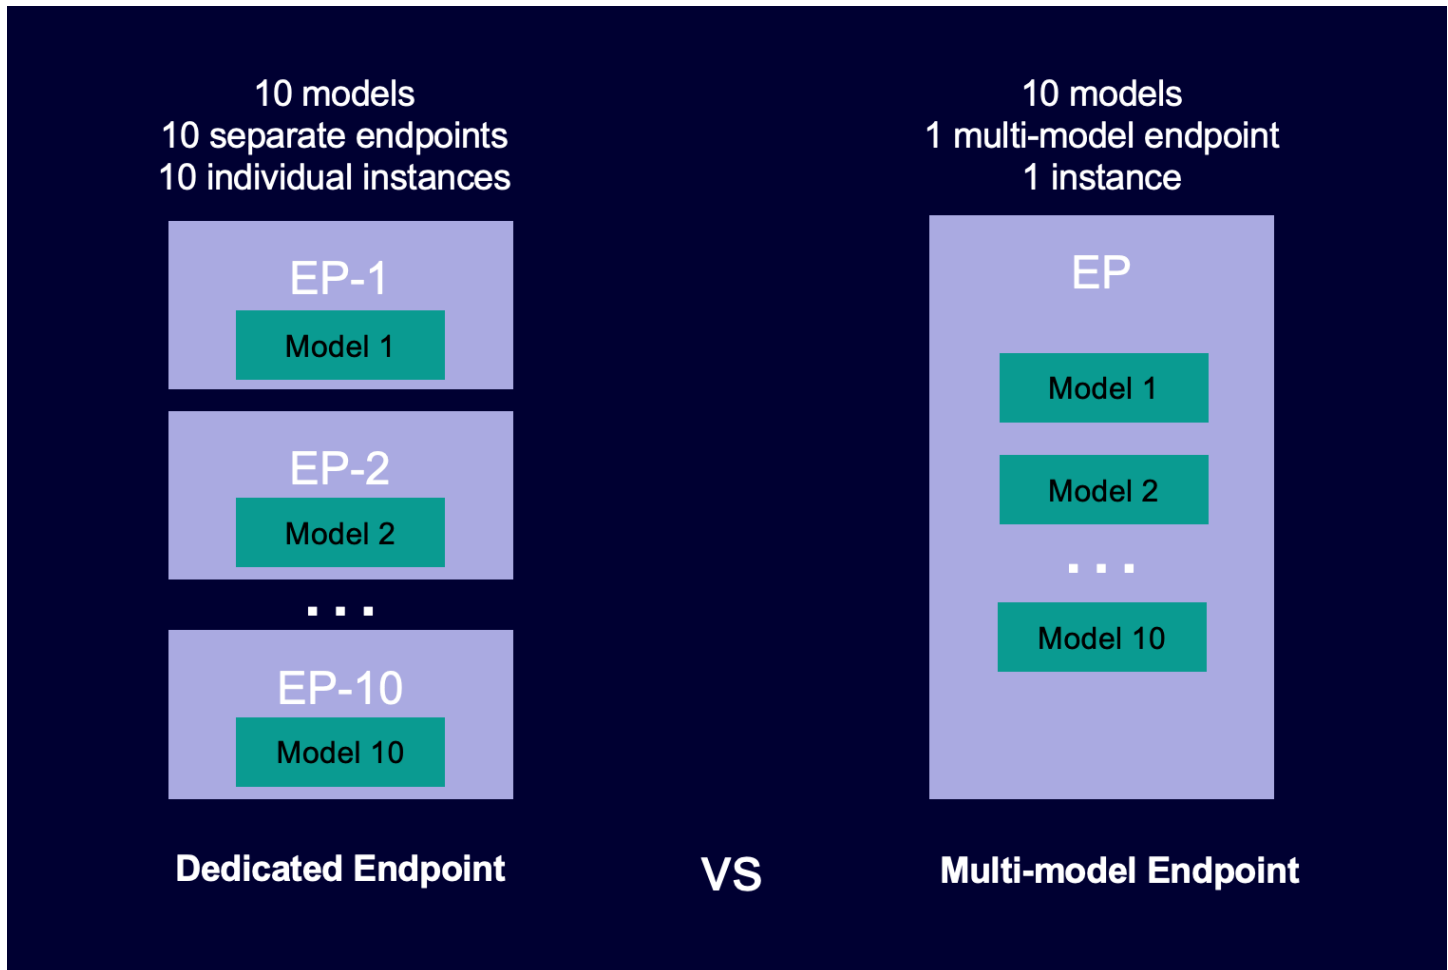 10 models
10 separate endpoints
10 individual instances
EP-1
Model 1
EP-2
Model 2
...
EP-10
Model 10
Dedicated Endpoint
VS
10 models
1 multi-model endpoint
1 instance
EP
Model 1
Model 2
...
Model 10
Multi-model Endpoint